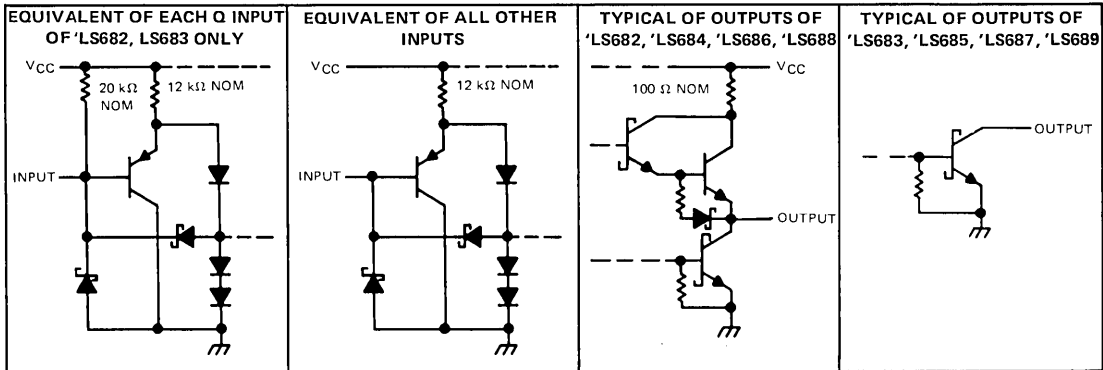 EQUIVALENT OF EACH Q INPUT
OF 'LS682, LS683 ONLY
VCC
20 kΩ
NOM
12 kΩ NOM
INPUT
EQUIVALENT OF ALL OTHER
INPUTS
VCC
12 kΩ NOM
INPUT
TYPICAL OF OUTPUTS OF
'LS682, 'LS684, 'LS686, 'LS688
VCC
100 Ω NOM
OUTPUT
TYPICAL OF OUTPUTS OF
'LS683, 'LS685, 'LS687, 'LS689
OUTPUT